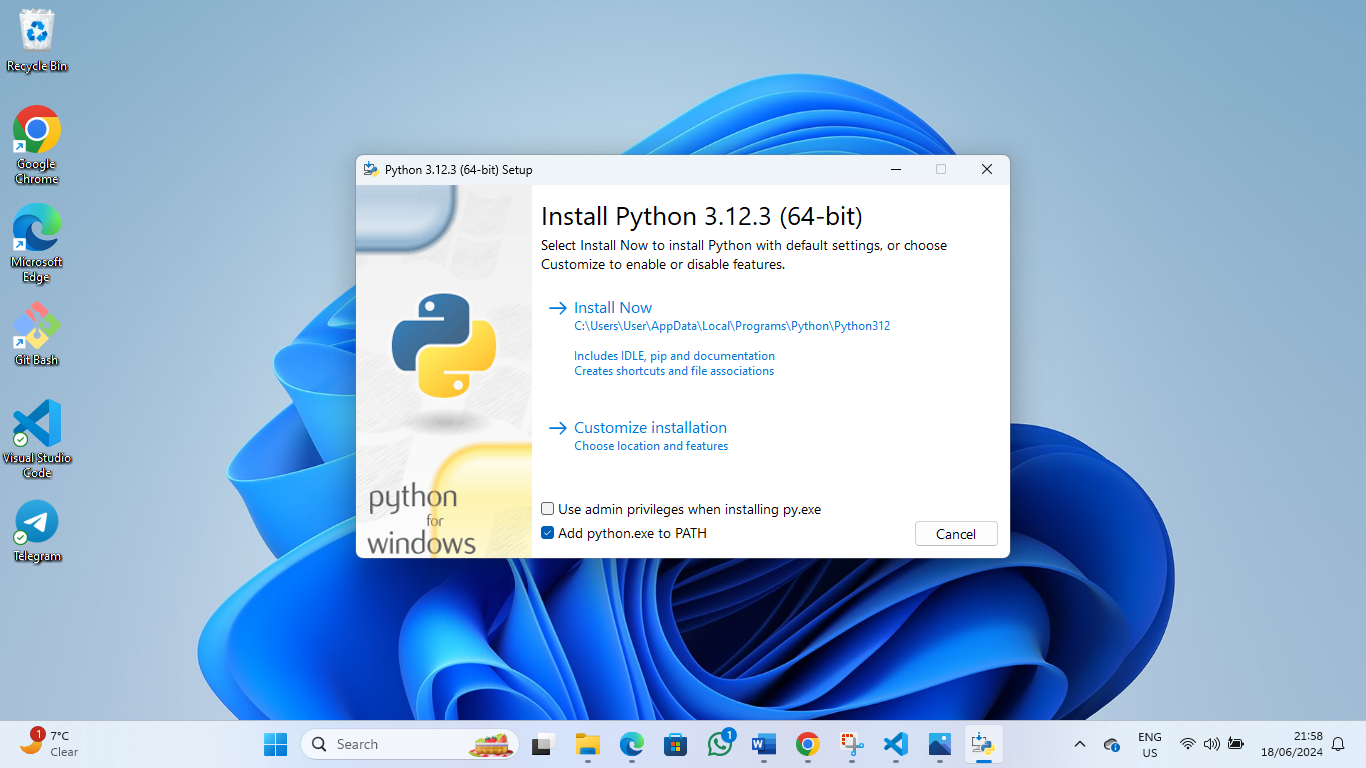 Recycle Bin
Google
Chrome
Microsoft
Edge
Git Bash
Visual Studio
Code
Telegram
Python 3.12.3 (64-bit) Setup
Install Python 3.12.3 (64-bit)
Select Install Now to install Python with default settings, or choose
Customize to enable or disable features.
Install Now
C:\Users\User\AppData\Local\Programs\Python\Python312
Includes IDLE, pip and documentation
Creates shortcuts and file associations
Customize installation
Choose location and features
Use admin privileges when installing py.exe
Add python.exe to PATH
Cancel
python
for
windows
1
7°C
Clear
Search
1
W
ENG
US
21:58
18/06/2024